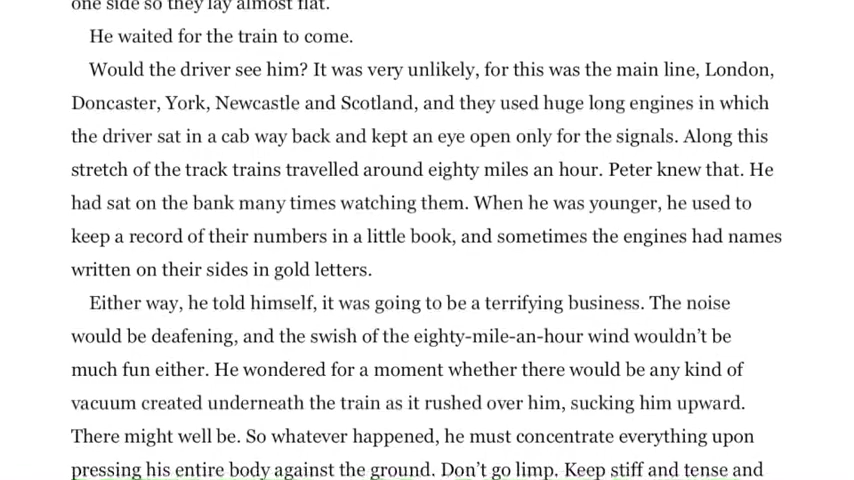 one side so they lay almost flat.
He waited for the train to come.
Would the driver see him? It was very unlikely, for this was the main line, London,
Doncaster, York, Newcastle and Scotland, and they used huge long engines in which
the driver sat in a cab way back and kept an eye open only for the signals. Along this
stretch of the track trains travelled around eighty miles an hour. Peter knew that. He
had sat on the bank many times watching them. When he was younger, he used to
keep a record of their numbers in a little book, and sometimes the engines had names
written on their sides in gold letters.
Either way, he told himself, it was going to be a terrifying business. The noise
would be deafening, and the swish of the eighty-mile-an-hour wind wouldn’t be
much fun either. He wondered for a moment whether there would be any kind of
vacuum created underneath the train as it rushed over him, sucking him upward.
There might well be. So whatever happened, he must concentrate everything upon
pressing his entire body against the ground. Don’t go limp. Keep stiff and tense and